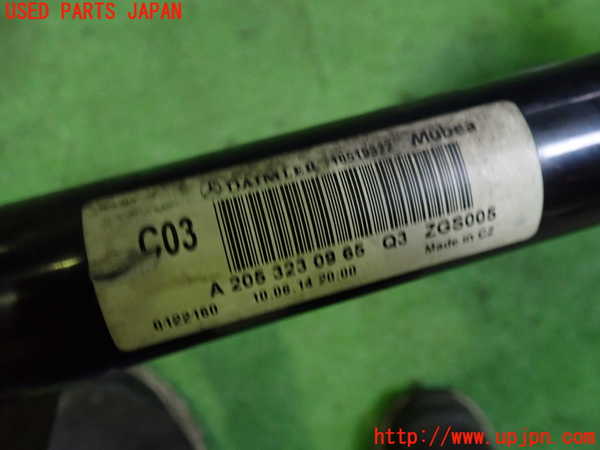 USED PARTS JAPAN
DAIMLER Mubea
C03
A 205 323 09 65 Q3 ZGS005
0122160 10.06.14 20:00 Made in CZ
http://www.upjpn.com